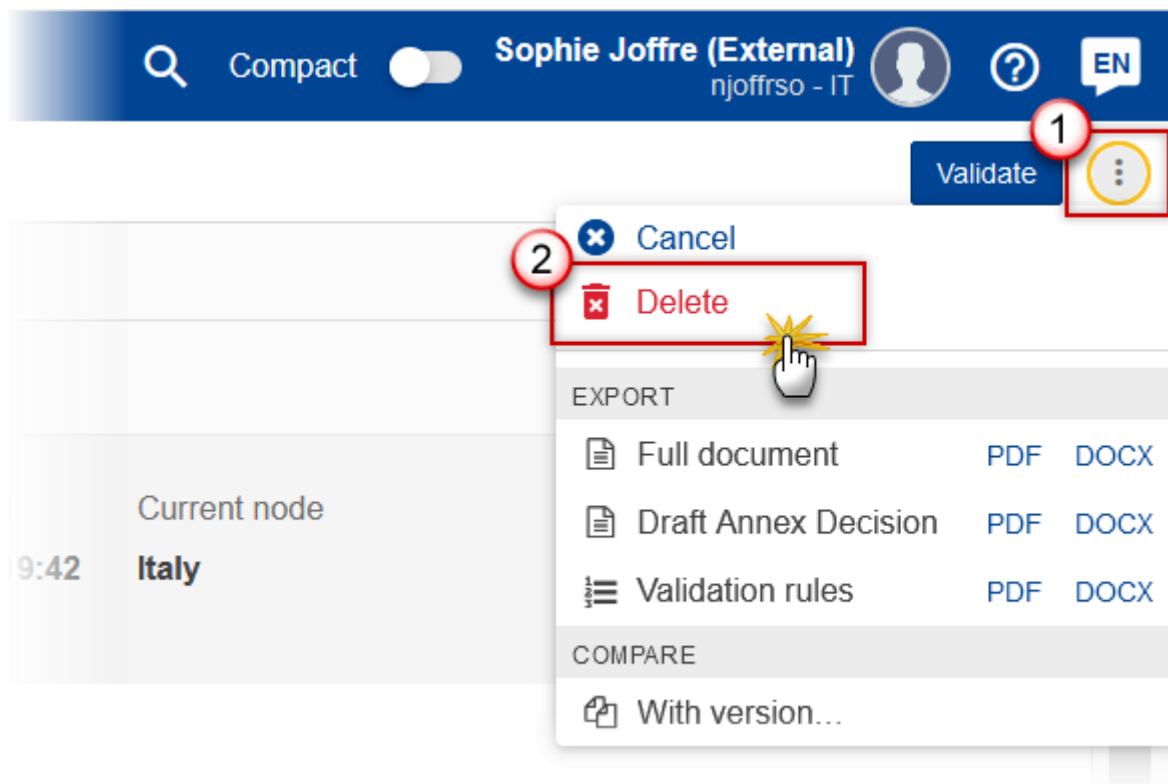 Compact
Sophie Joffre (External)
njoffrso - IT
EN
1
Validate
Cancel
2
Delete
EXPORT
Full document PDF DOCX
Current node
Draft Annex Decision PDF DOCX
9:42 Italy
Validation rules PDF DOCX
COMPARE
With version...